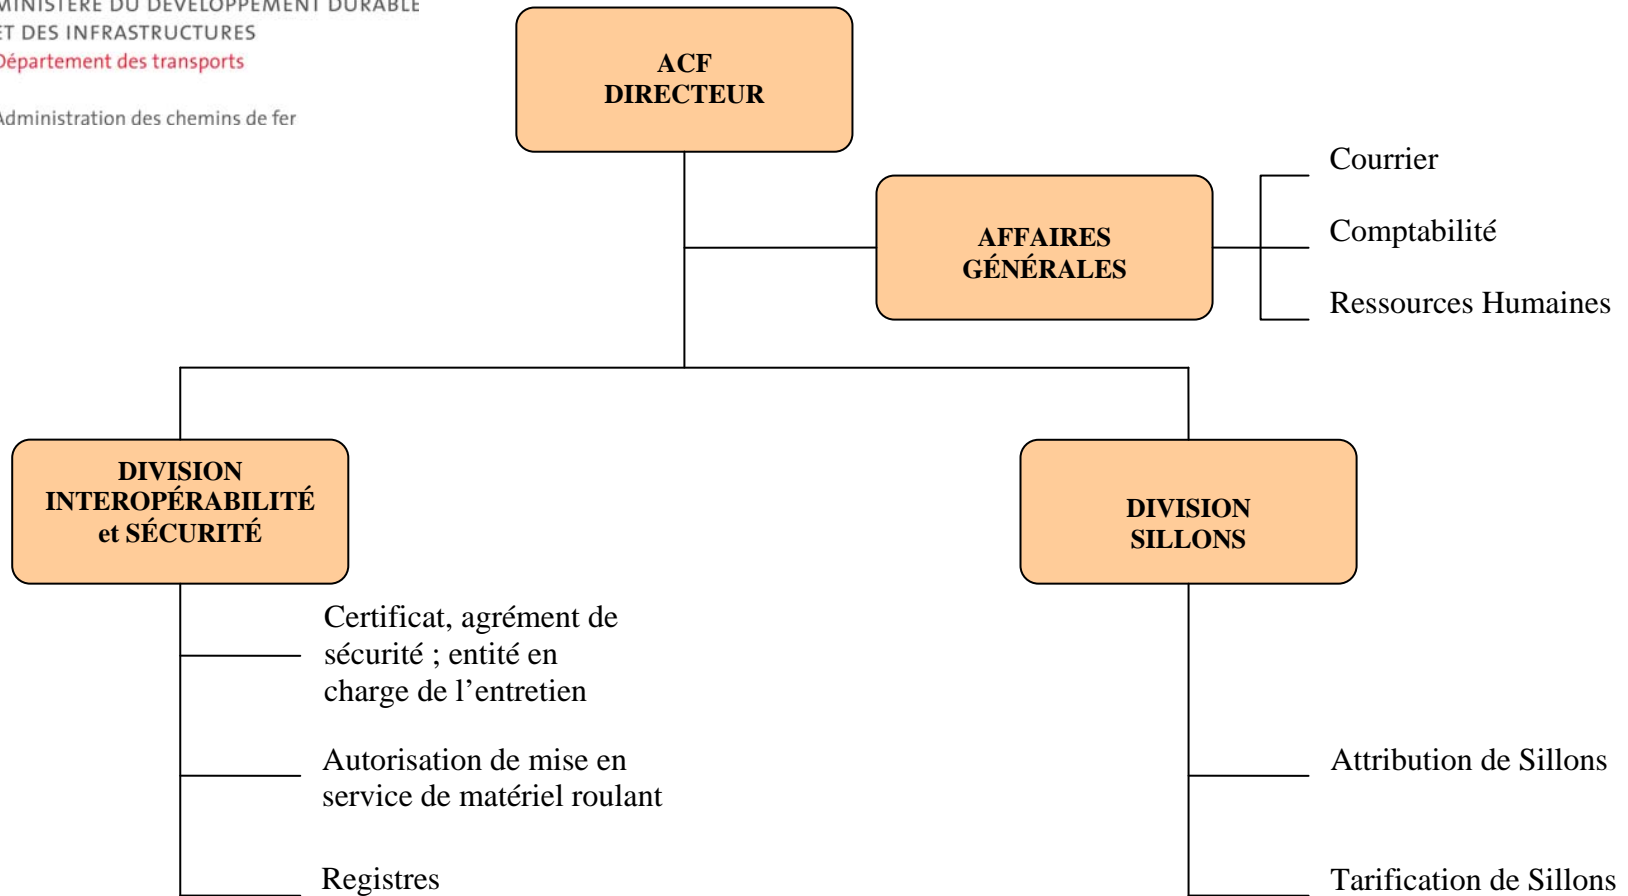 MINISTÈRE DU DÉVELOPPEMENT DURABLE
ET DES INFRASTRUCTURES
Département des transports
Administration des chemins de fer
ACF
DIRECTEUR
AFFAIRES
GÉNÉRALES
Courrier
Comptabilité
Ressources Humaines
DIVISION
INTEROPÉRABILITÉ
et SÉCURITÉ
Certificat, agrément de
sécurité ; entité en
charge de l’entretien
Autorisation de mise en
service de matériel roulant
Registres
DIVISION
SILLONS
Attribution de Sillons
Tarification de Sillons